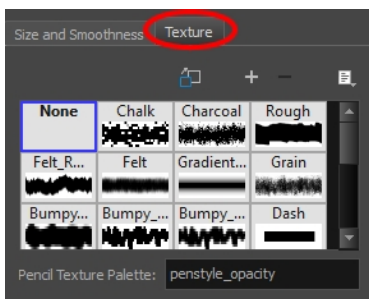 Size and Smoothness Texture
None Chalk Charcoal Rough
Felt_R... Felt Gradient... Grain
Bumpy... Bumpy_... Bumpy_... Dash
Pencil Texture Palette: penstyle_opacity